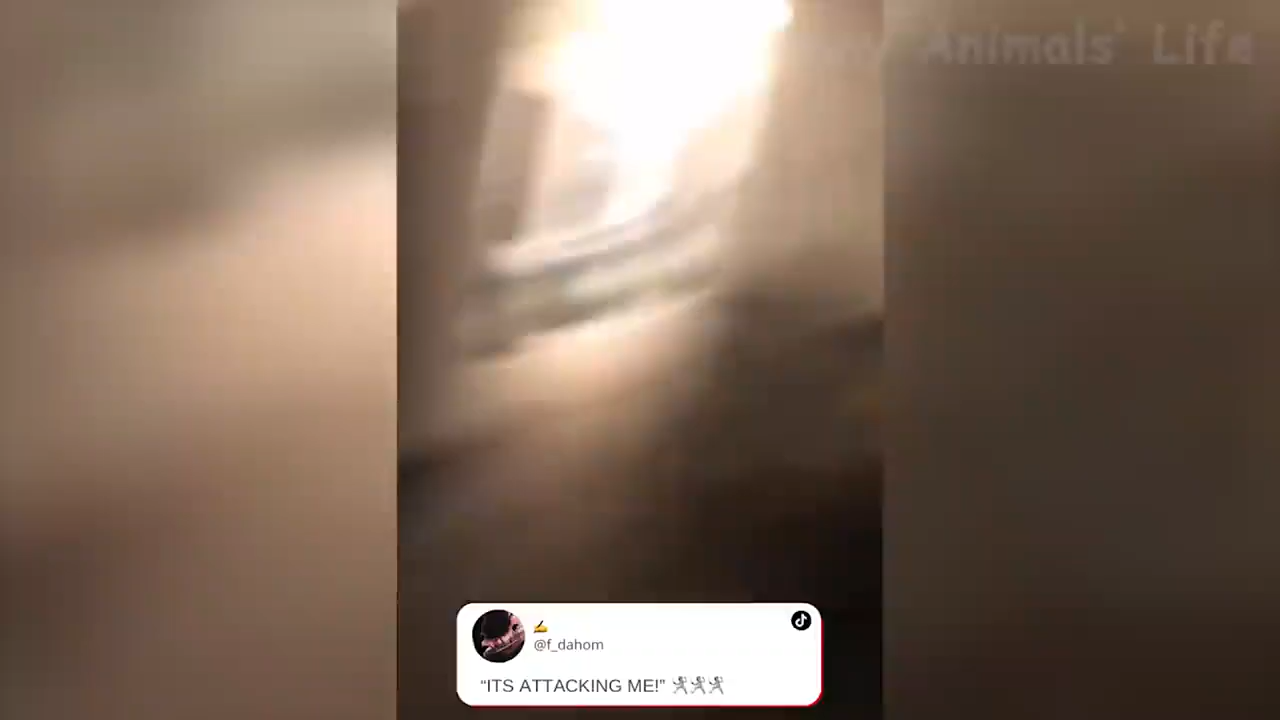 Animals' Life
✍️
@f_dahom
“ITS ATTACKING ME!”